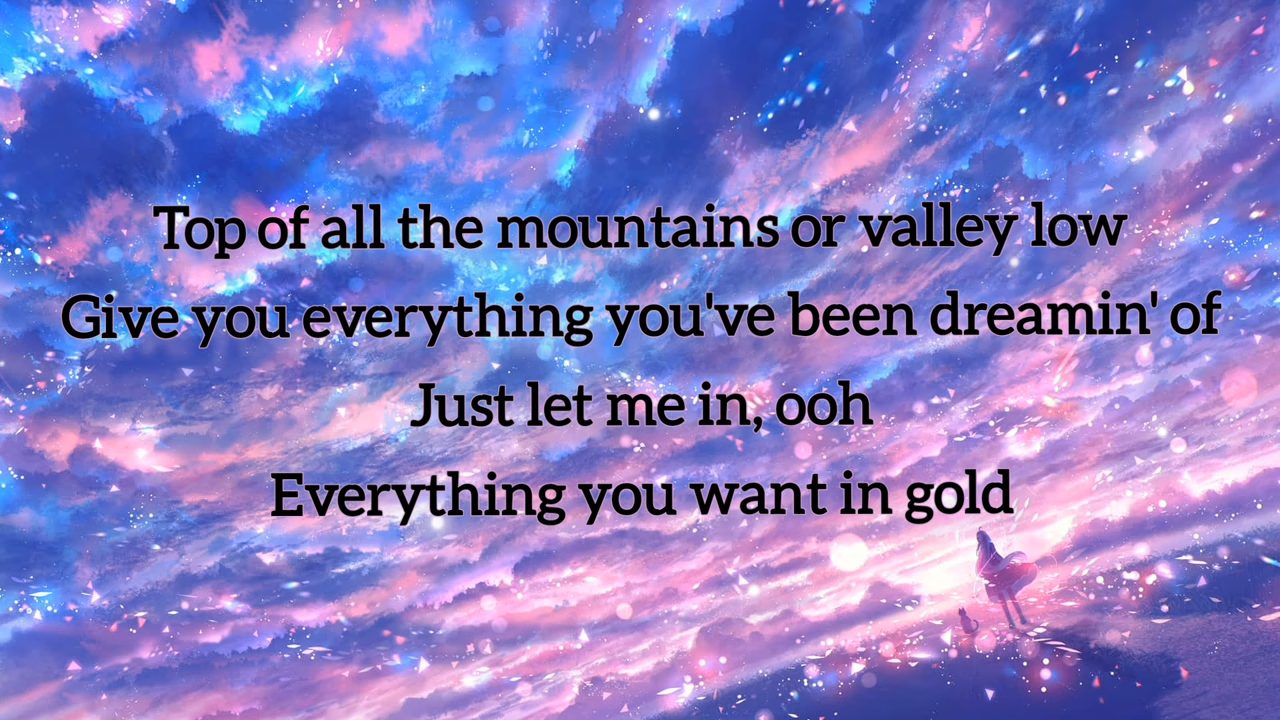 Top of all the mountains or valley low
Give you everything you've been dreamin' of
Just let me in, ooh
Everything you want in gold